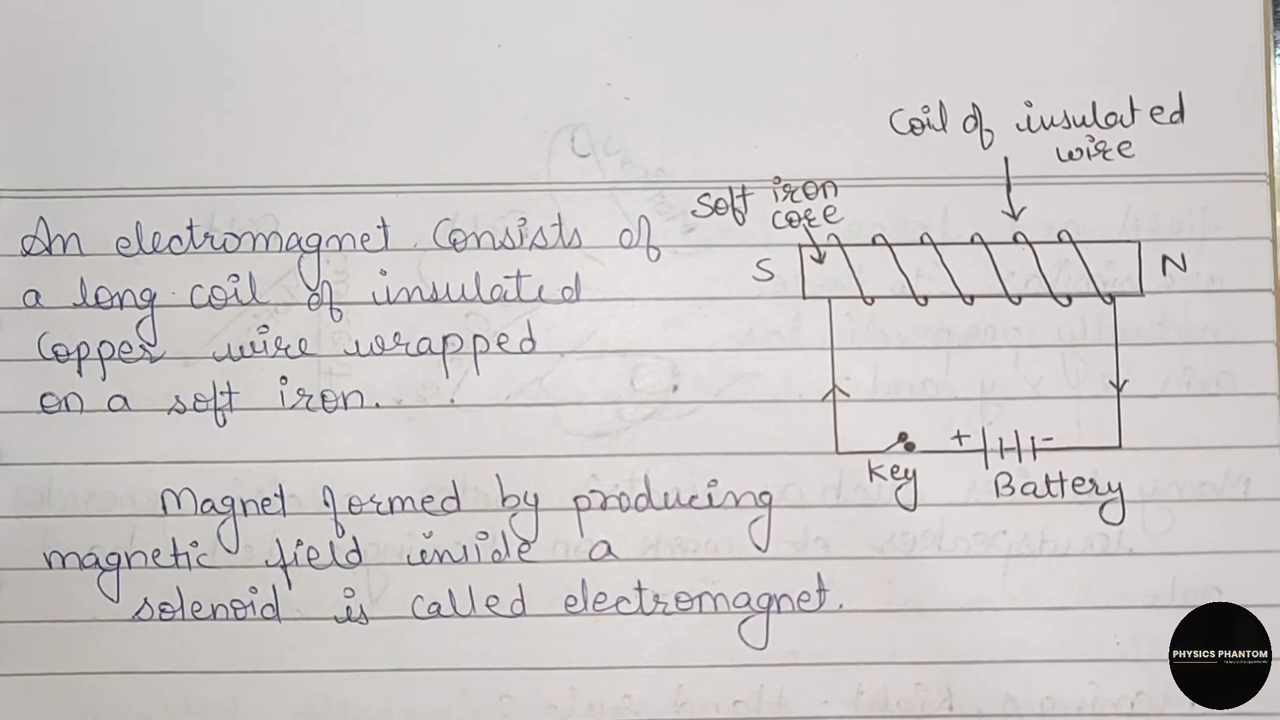 Coil of insulated
wire
Soft iron
core
An electromagnet consists of
S
N
a long coil of insulated
Copper wire wrapped
on a soft iron.
+
-
Key
Battery
Magnet formed by producing
magnetic field inside a
solenoid is called electromagnet.
PHYSICS PHANTOM